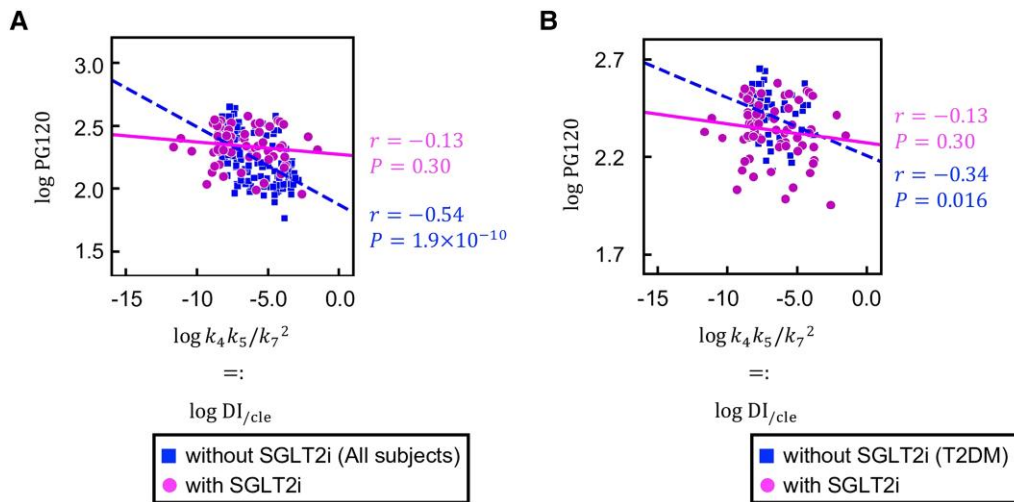 A
3.0
2.5
2.0
1.5
log PG120
-15
-10
-5.0
0.0
r = −0.13
P = 0.30
r = −0.54
P = 1.9×10⁻¹⁰
log k₄k₅/k₇²
=:
log DI/cle
without SGLT2i (All subjects)
with SGLT2i
B
2.7
2.2
1.7
log PG120
-15
-10
-5.0
0.0
r = −0.13
P = 0.30
r = −0.34
P = 0.016
log k₄k₅/k₇²
=:
log DI/cle
without SGLT2i (T2DM)
with SGLT2i